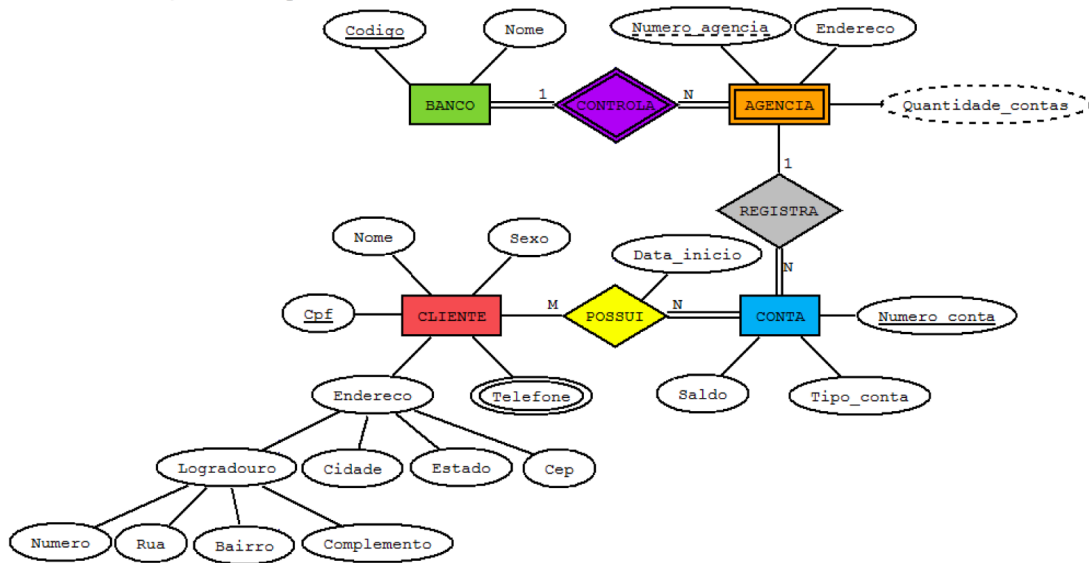 Codigo
Nome
Numero_agencia
Endereco
BANCO
1
CONTROLA
N
AGENCIA
Quantidade_contas
1
REGISTRA
N
Nome
Sexo
Data_inicio
Cpf
CLIENTE
M
POSSUI
N
CONTA
Numero_conta
Endereco
Telefone
Saldo
Tipo_conta
Logradouro
Cidade
Estado
Cep
Numero
Rua
Bairro
Complemento